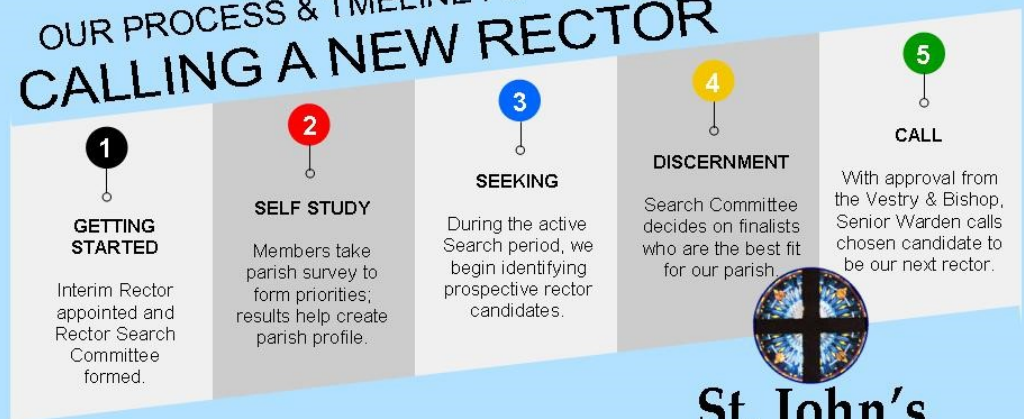 OUR PROCESS & TMELINE
CALLING A NEW RECTOR
1
GETTING
STARTED
Interim Rector
appointed and
Rector Search
Committee
formed.
2
SELF STUDY
Members take
parish survey to
form priorities;
results help create
parish profile.
3
SEEKING
During the active
Search period, we
begin identifying
prospective rector
candidates.
4
DISCERNMENT
Search Committee
decides on finalists
who are the best fit
for our parish.
5
CALL
With approval from
the Vestry & Bishop,
Senior Warden calls
chosen candidate to
be our next rector.
St. John's